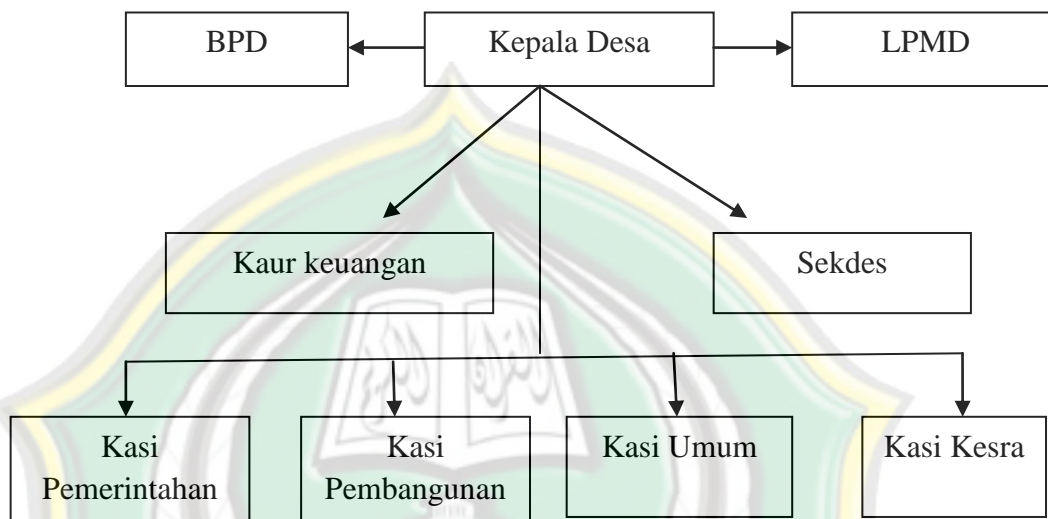 BPD
Kepala Desa
LPMD
Kaur keuangan
Sekdes
Kasi
Pemerintahan
Kasi
Pembangunan
Kasi Umum
Kasi Kesra